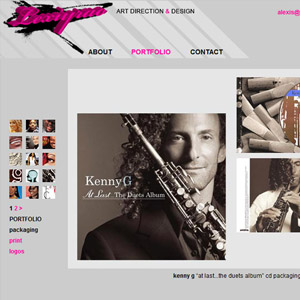 ART DIRECTION & DESIGN
alexis@
ABOUT PORTFOLIO CONTACT
Kenny G
At Last...The Duets Album
1 2 >
PORTFOLIO
packaging
print
logos
kenny g "at last...the duets album" cd packaging